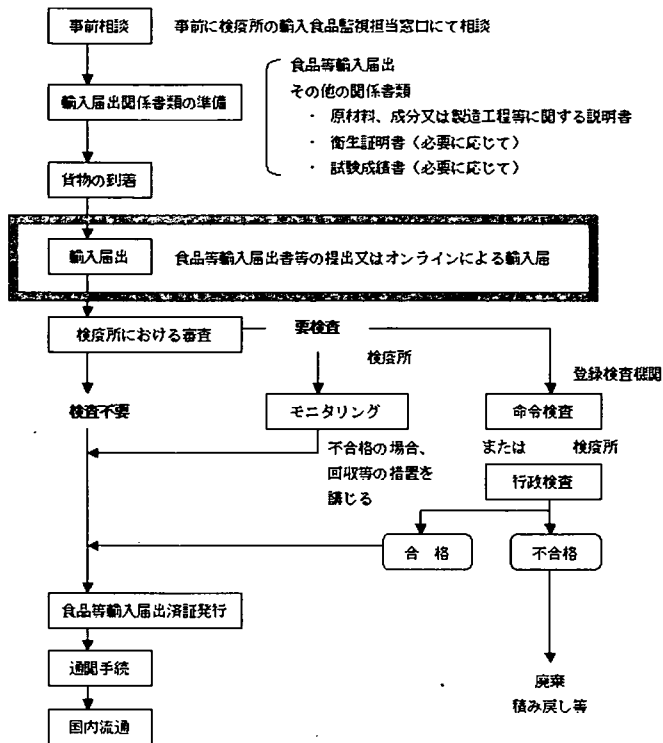 事前相談
事前に検疫所の輸入食品監視担当窓口にて相談
食品等輸入届出
その他の関係書類
・ 原材料、成分又は製造工程等に関する説明書
・ 衛生証明書（必要に応じて）
・ 試験成績書（必要に応じて）
輸入届出関係書類の準備
貨物の到着
輸入届出
食品等輸入届出書等の提出又はオンラインによる輸入届
検疫所における審査
要検査
検疫所
登録検査機関
検査不要
モニタリング
命令検査
不合格の場合、
回収等の措置を
講じる
または
検疫所
行政検査
合 格
不合格
食品等輸入届出済証発行
通関手続
国内流通
廃棄
積み戻し等